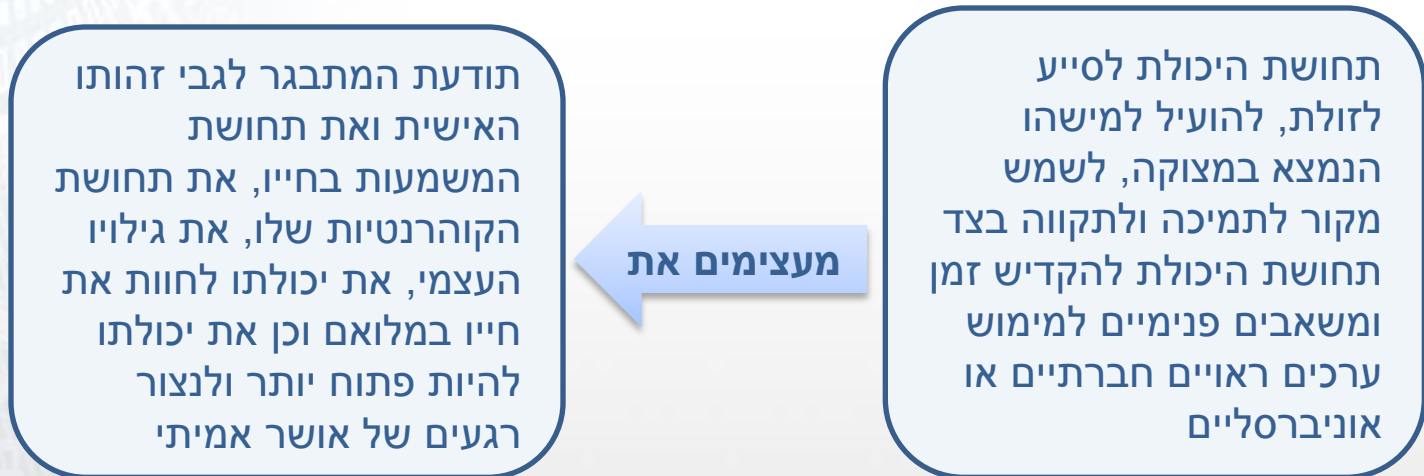 תחושת היכולת לסייע
לזולת, להועיל למישהו
הנמצא במצוקה, לשמש
מקור לתמיכה ולתקווה בצד
תחושת היכולת להקדיש זמן
ומשאבים פנימיים למימוש
ערכים ראויים חברתיים או
אוניברסליים
מעצימים את
תודעת המתבגר לגבי זהותו
האישית ואת תחושת
המשמעות בחייו, את תחושת
הקוהרנטיות שלו, את גילויו
העצמי, את יכולתו לחוות את
חייו במלואם וכן את יכולתו
להיות פתוח יותר ולנצור
רגעים של אושר אמיתי